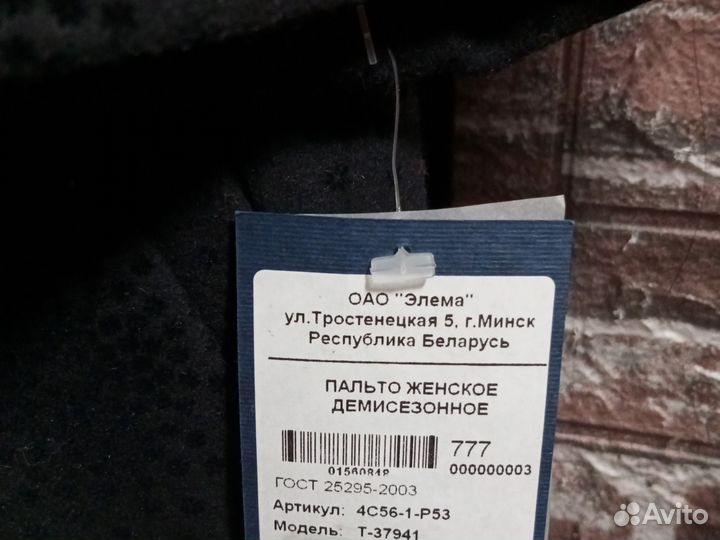 ОАО "Элема"
ул.Тростенецкая 5, г.Минск
Республика Беларусь
ПАЛЬТО ЖЕНСКОЕ
ДЕМИСЕЗОННОЕ
777
01560848
000000003
ГОСТ 25295-2003
Артикул: 4С56-1-Р53
Модель: Т-37941
Avito